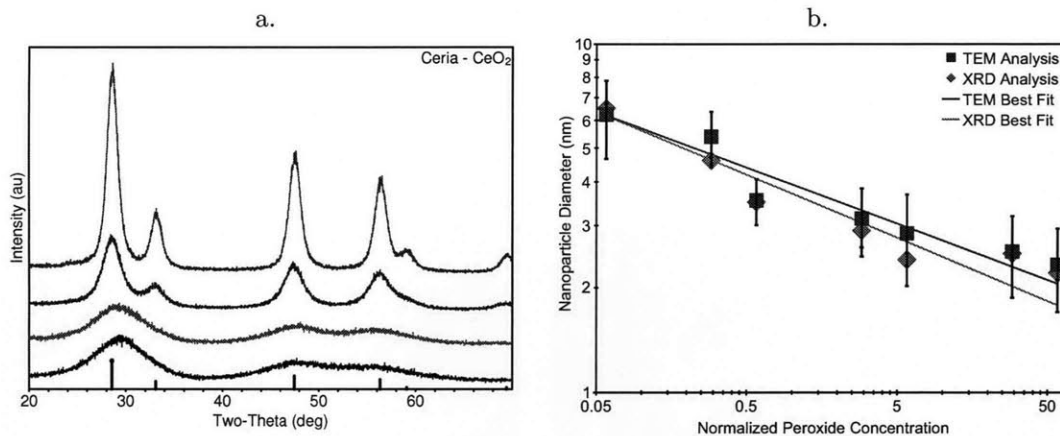 a.
Ceria - CeO₂
Intensity (au)
20 30 40 50 60
Two-Theta (deg)
b.
TEM Analysis
XRD Analysis
TEM Best Fit
XRD Best Fit
Nanoparticle Diameter (nm)
10
9
8
7
6
5
4
3
2
1
0.05 0.5 5 50
Normalized Peroxide Concentration